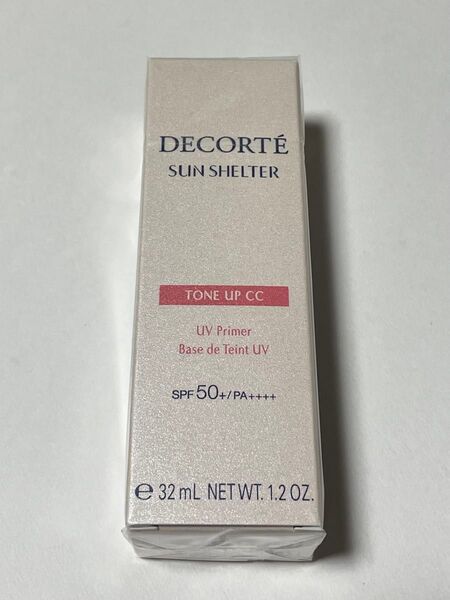 DECORTÉ
SUN SHELTER
TONE UP CC
UV Primer
Base de Teint UV
SPF 50+/PA++++
℮ 32 mL NET WT. 1.2 OZ.